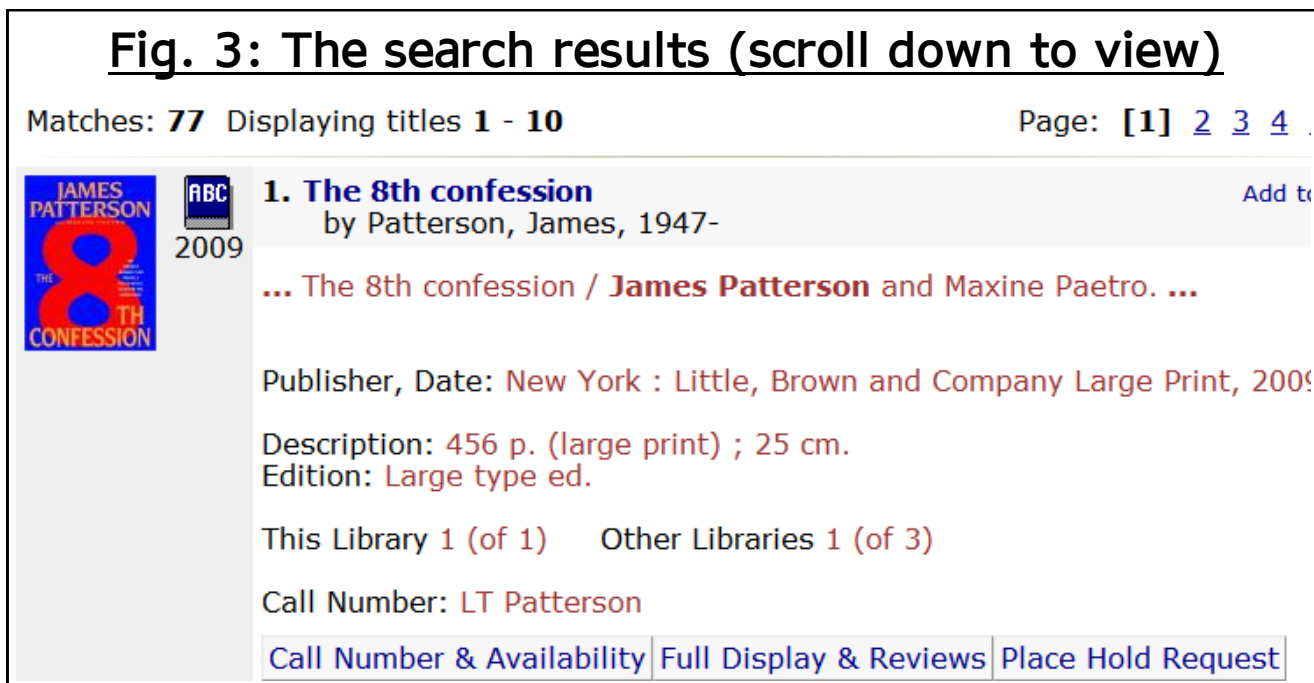 Fig. 3: The search results (scroll down to view)
Matches: 77 Displaying titles 1 - 10
Page: [1] 2 3 4
JAMES
PATTERSON
THE
8
TH
CONFESSION
ABC
2009
1. The 8th confession
Add to
by Patterson, James, 1947-
... The 8th confession / James Patterson and Maxine Paetro. ...
Publisher, Date: New York : Little, Brown and Company Large Print, 2009
Description: 456 p. (large print) ; 25 cm.
Edition: Large type ed.
This Library 1 (of 1) Other Libraries 1 (of 3)
Call Number: LT Patterson
Call Number & Availability Full Display & Reviews Place Hold Request